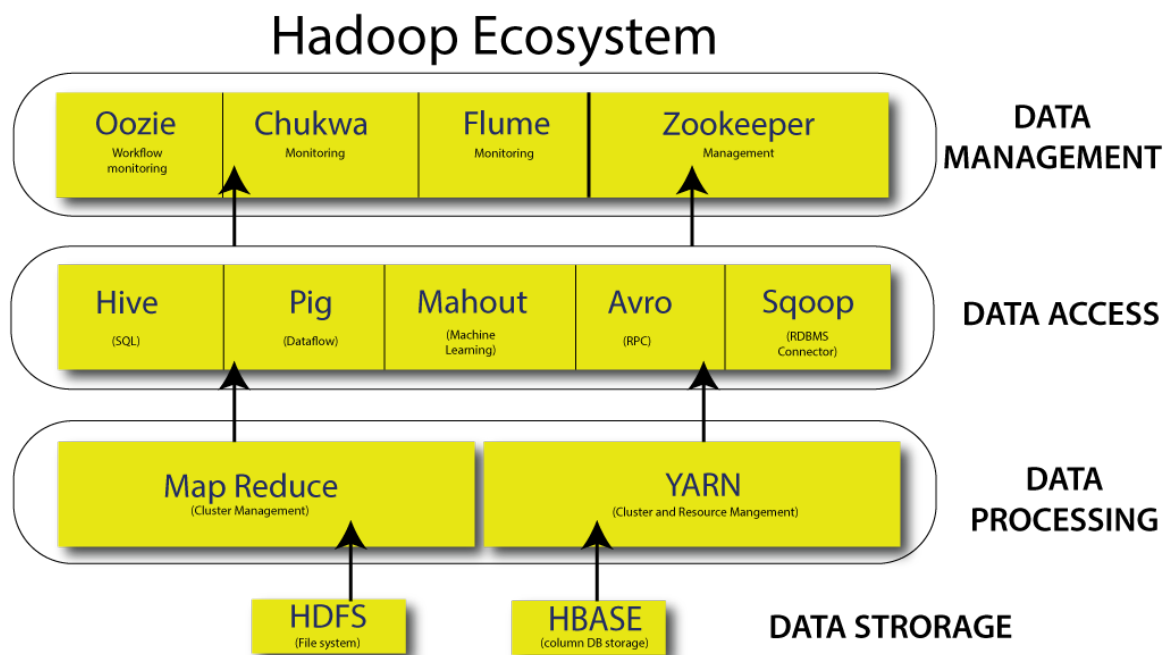 Hadoop Ecosystem
Oozie
Workflow
monitoring
Chukwa
Monitoring
Flume
Monitoring
Zookeeper
Management
DATA
MANAGEMENT
Hive
(SQL)
Pig
(Dataflow)
Mahout
(Machine
Learning)
Avro
(RPC)
Sqoop
(RDBMS
Connector)
DATA ACCESS
Map Reduce
(Cluster Management)
YARN
(Cluster and Resource Mangement)
DATA
PROCESSING
HDFS
(File system)
HBASE
(column DB storage)
DATA STRORAGE